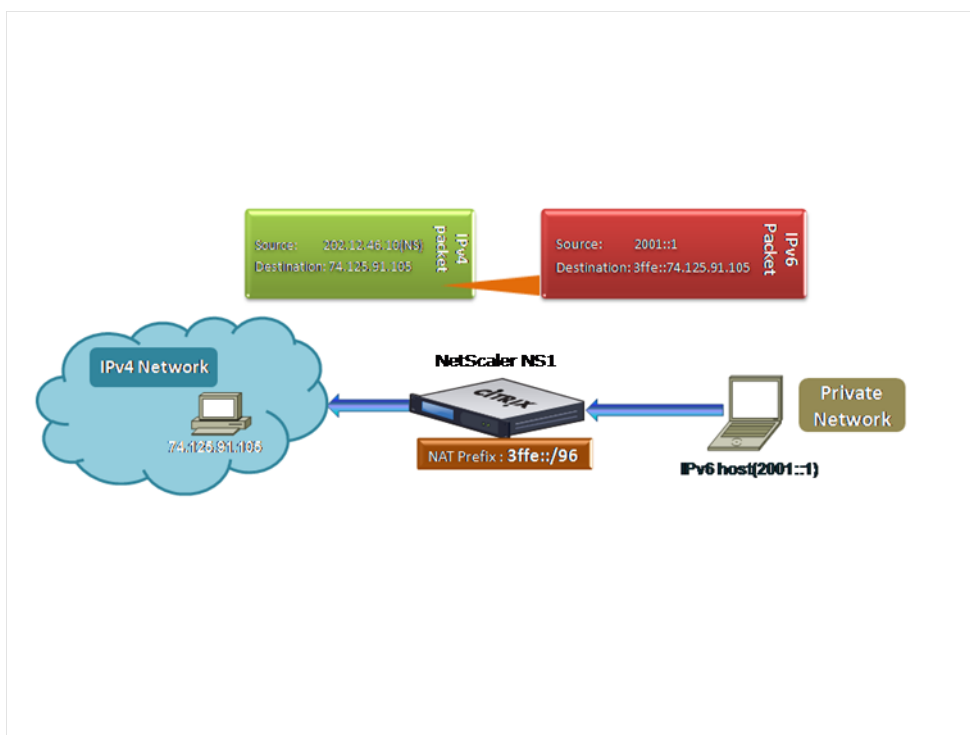 IPv4 packet
Source: 202.12.46.10(NS)
Destination: 74.125.91.105
IPv6 Packet
Source: 2001::1
Destination: 3ffe::74.125.91.105
IPv4 Network
74.125.91.105
NetScaler NS1
CITRIX
NAT Prefix : 3ffe::/96
Private
Network
IPv6 host(2001::1)